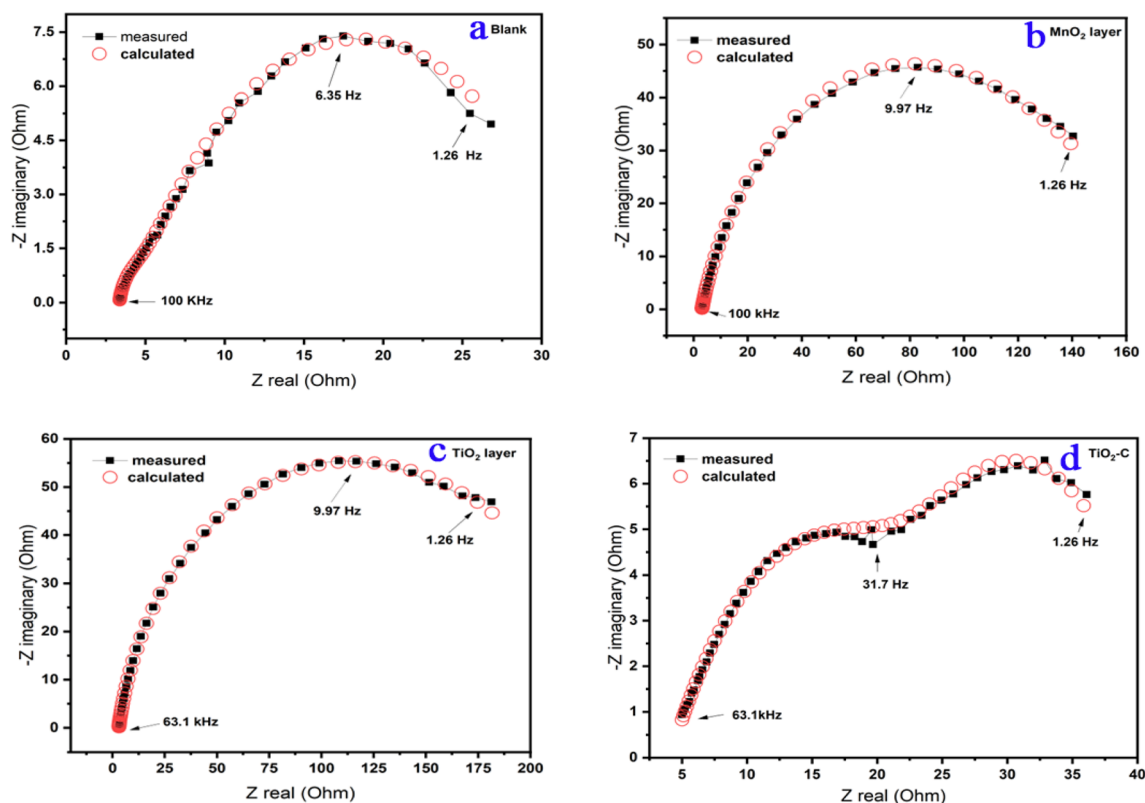 a Blank
measured
calculated
7.5
6.0
4.5
3.0
1.5
0.0
-Z imaginary (Ohm)
6.35 Hz
1.26 Hz
100 KHz
0 5 10 15 20 25 30
Z real (Ohm)
b MnO2 layer
measured
calculated
50
40
30
20
10
0
-Z imaginary (Ohm)
9.97 Hz
1.26 Hz
100 kHz
0 20 40 60 80 100 120 140 160
Z real (Ohm)
c TiO2 layer
measured
calculated
60
50
40
30
20
10
0
-Z imaginary (Ohm)
9.97 Hz
1.26 Hz
63.1 kHz
0 25 50 75 100 125 150 175 200
Z real (Ohm)
d TiO2-C
measured
calculated
7
6
5
4
3
2
1
0
-Z imaginary (Ohm)
31.7 Hz
1.26 Hz
63.1kHz
5 10 15 20 25 30 35 40
Z real (Ohm)